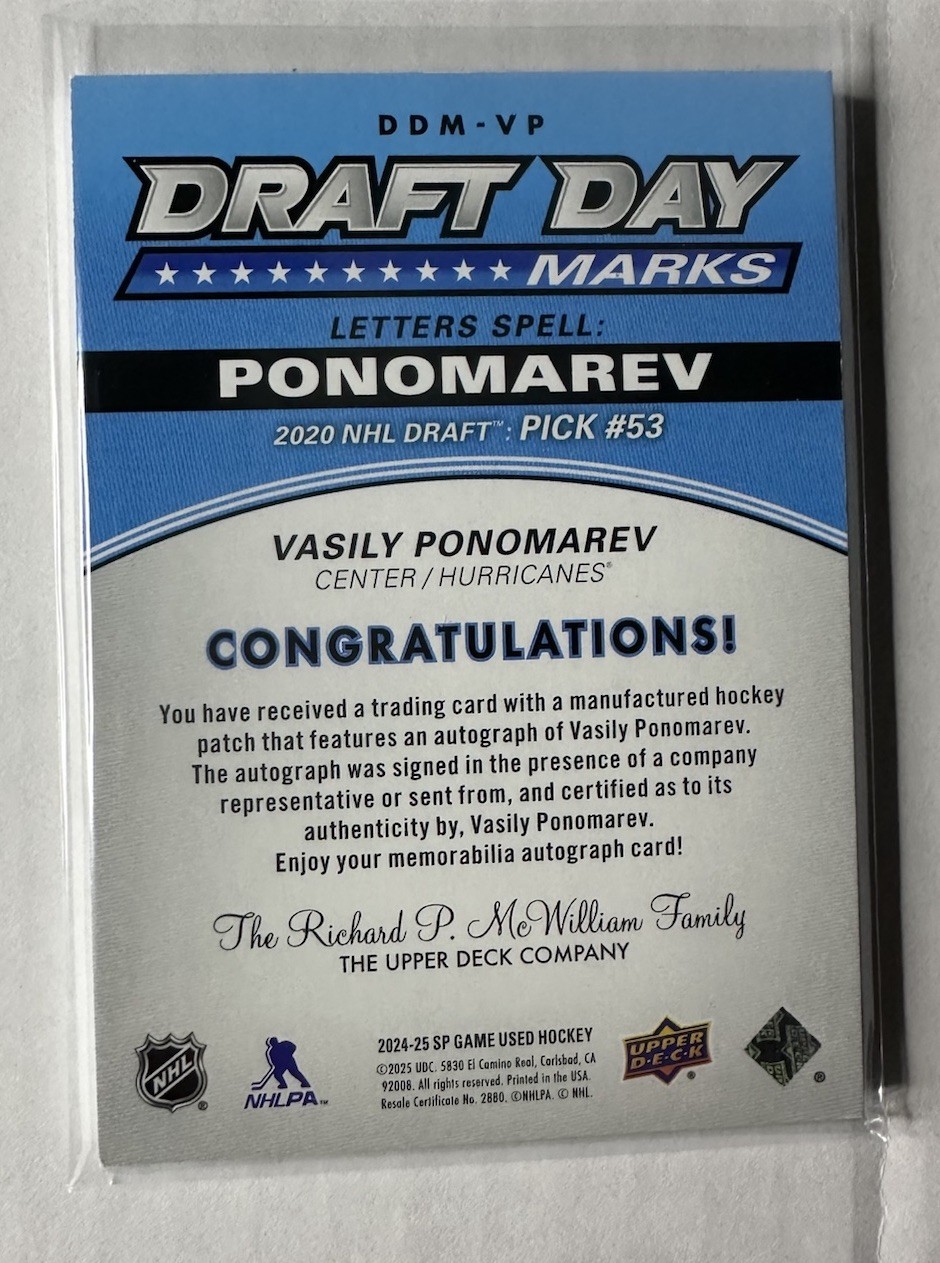 DDM-VP
DRAFT DAY
MARKS
LETTERS SPELL:
PONOMAREV
2020 NHL DRAFT™: PICK #53
VASILY PONOMAREV
CENTER / HURRICANES®
CONGRATULATIONS!
You have received a trading card with a manufactured hockey
patch that features an autograph of Vasily Ponomarev.
The autograph was signed in the presence of a company
representative or sent from, and certified as to its
authenticity by, Vasily Ponomarev.
Enjoy your memorabilia autograph card!
The Richard P. McWilliam Family
THE UPPER DECK COMPANY
NHL ®
NHLPA™
2024-25 SP GAME USED HOCKEY
©2025 UDC. 5830 El Camino Real, Carlsbad, CA
92008. All rights reserved. Printed in the USA.
Resale Certificate No. 2880. ©NHLPA. © NHL.
UPPER
D·E·C·K ®
®